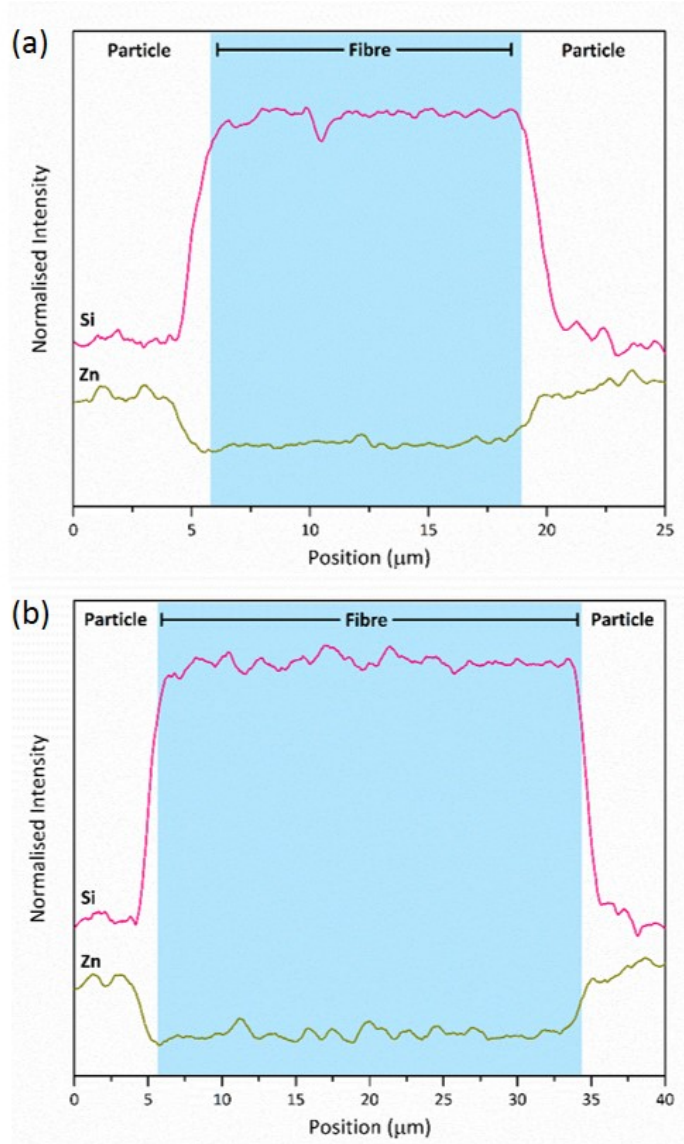 (a)
Particle Fibre Particle
Normalised Intensity
Si
Zn
0 5 10 15 20 25
Position (μm)
(b)
Particle Fibre Particle
Normalised Intensity
Si
Zn
0 5 10 15 20 25 30 35 40
Position (μm)